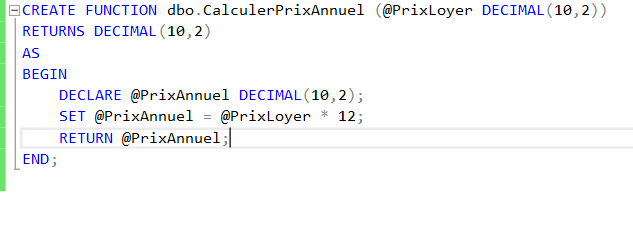 CREATE FUNCTION dbo.CalculerPrixAnnuel (@PrixLoyer DECIMAL(10,2))
RETURNS DECIMAL(10,2)
AS
BEGIN
    DECLARE @PrixAnnuel DECIMAL(10,2);
    SET @PrixAnnuel = @PrixLoyer * 12;
    RETURN @PrixAnnuel;
END;